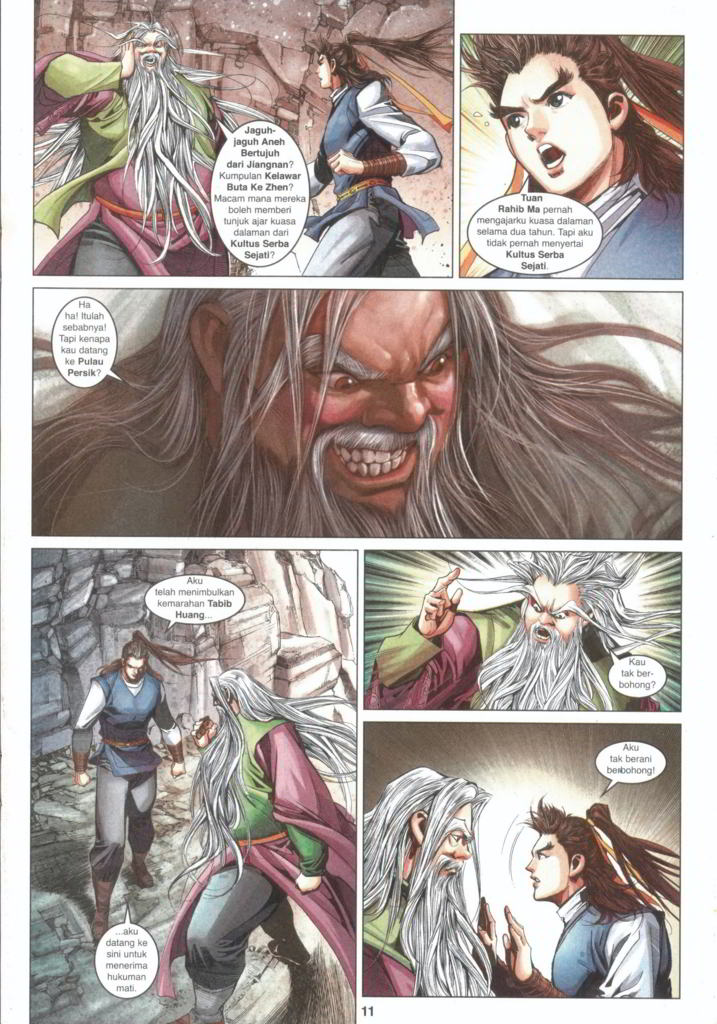 Jaguh-
jaguh Aneh
Bertujuh
dari Jiangnan?
Kumpulan Kelawar
Buta Ke Zhen?
Macam mana mereka
boleh memberi
tunjuk ajar kuasa
dalaman dari
Kultus Serba
Sejati?
Tuan
Rahib Ma pernah
mengajarku kuasa dalaman
selama dua tahun. Tapi aku
tidak pernah menyertai
Kultus Serba
Sejati.
Ha
ha! Itulah
sebabnya!
Tapi kenapa
kau datang
ke Pulau
Persik?
Aku
telah menimbulkan
kemarahan Tabib
Huang...
...aku
datang ke
sini untuk
menerima
hukuman
mati.
Kau
tak ber-
bohong?
Aku
tak berani
berbohong!
11